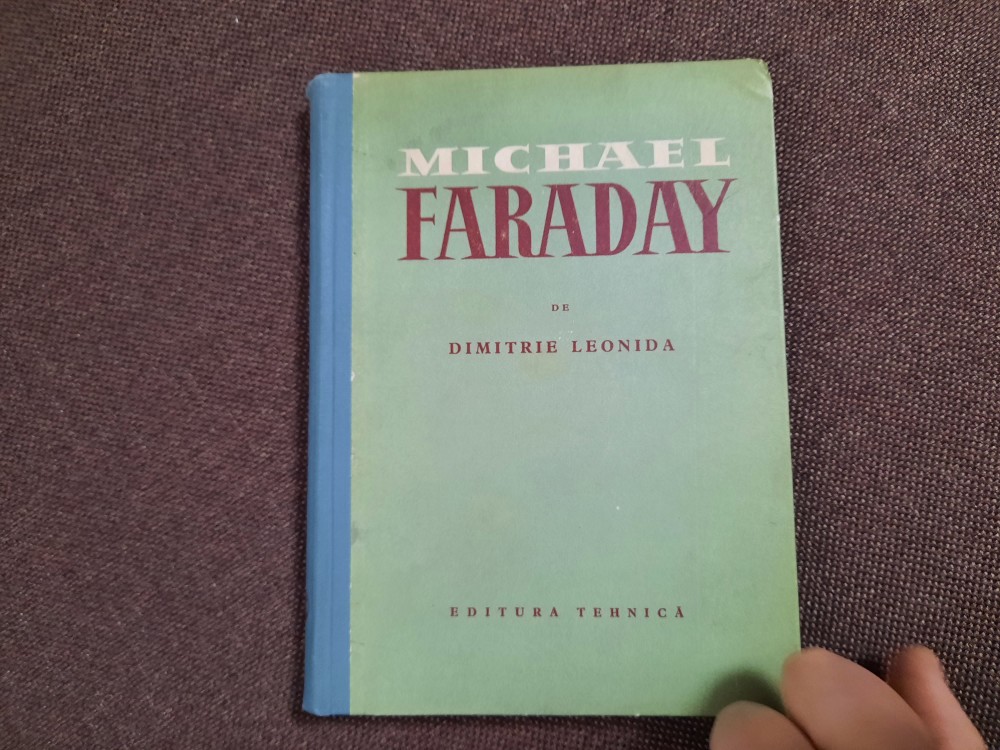 MICHAEL
FARADAY
DE
DIMITRIE LEONIDA
EDITURA TEHNICĂ